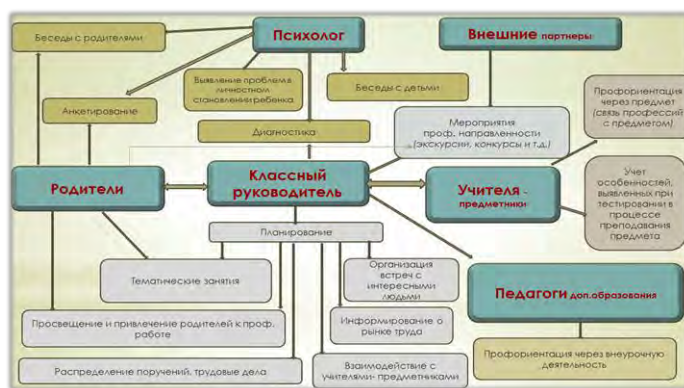 Беседы с родителями
Психолог
Внешние партнеры
Выявление проблем в
личностном
становлении ребенка
Беседы с детьми
Анкетирование
Диагностика
Мероприятия
проф. направленности
(экскурсии, конкурсы и т.д.)
Профориентация
через предмет
(связь профессий
с предметом)
Родители
Классный
руководитель
Учителя -
предметники
Учет
особенностей,
выявленных при
тестировании в
процессе
преподавания
предмета
Планирование
Тематические занятия
Организация
встреч с
интересными
людьми
Педагоги доп.образования
Просвещение и привлечение родителей к проф.
работе
Информирование о
рынке труда
Профориентация через внеурочную
деятельность
Распределение поручений, трудовые дела
Взаимодействие с
учителями- предметниками